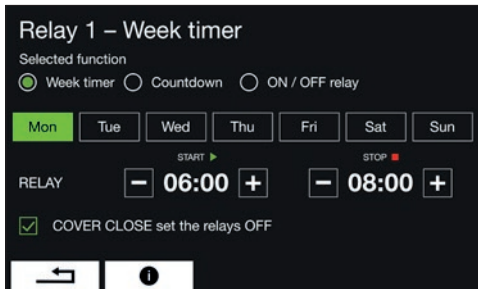 Relay 1 – Week timer
Selected function
Week timer Countdown ON / OFF relay
Mon Tue Wed Thu Fri Sat Sun
START STOP
RELAY − 06:00 + − 08:00 +
COVER CLOSE set the relays OFF